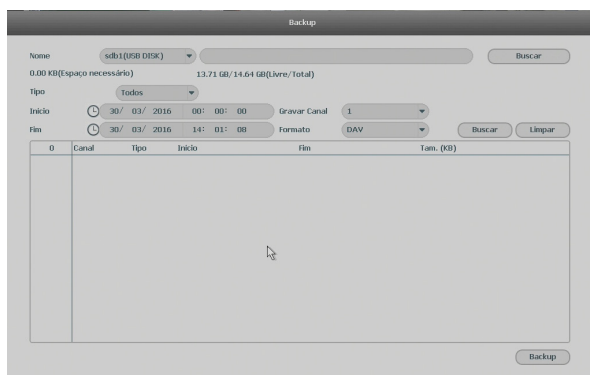 Backup
Nome sdb1(USB DISK) Buscar
0.00 KB(Espaço necessário) 13.71 GB/14.64 GB(Livre/Total)
Tipo Todos
Início 30/ 03/ 2016 00: 00: 00 Gravar Canal 1
Fim 30/ 03/ 2016 14: 01: 08 Formato DAV Buscar Limpar
0 Canal Tipo Início Fim Tam. (KB)
Backup